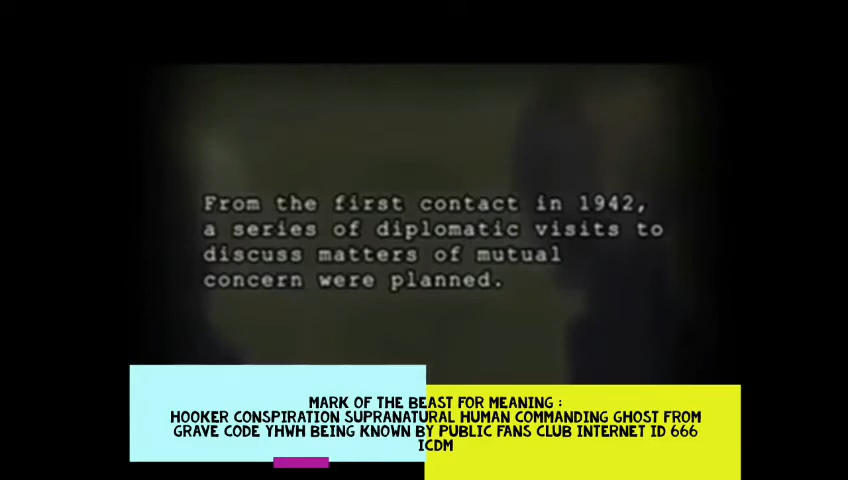 From the first contact in 1942,
a series of diplomatic visits to
discuss matters of mutual
concern were planned.
MARK OF THE BEAST FOR MEANING :
HOOKER CONSPIRATION SUPRANATURAL HUMAN COMMANDING GHOST FROM
GRAVE CODE YHWH BEING KNOWN BY PUBLIC FANS CLUB INTERNET ID 666
ICDM